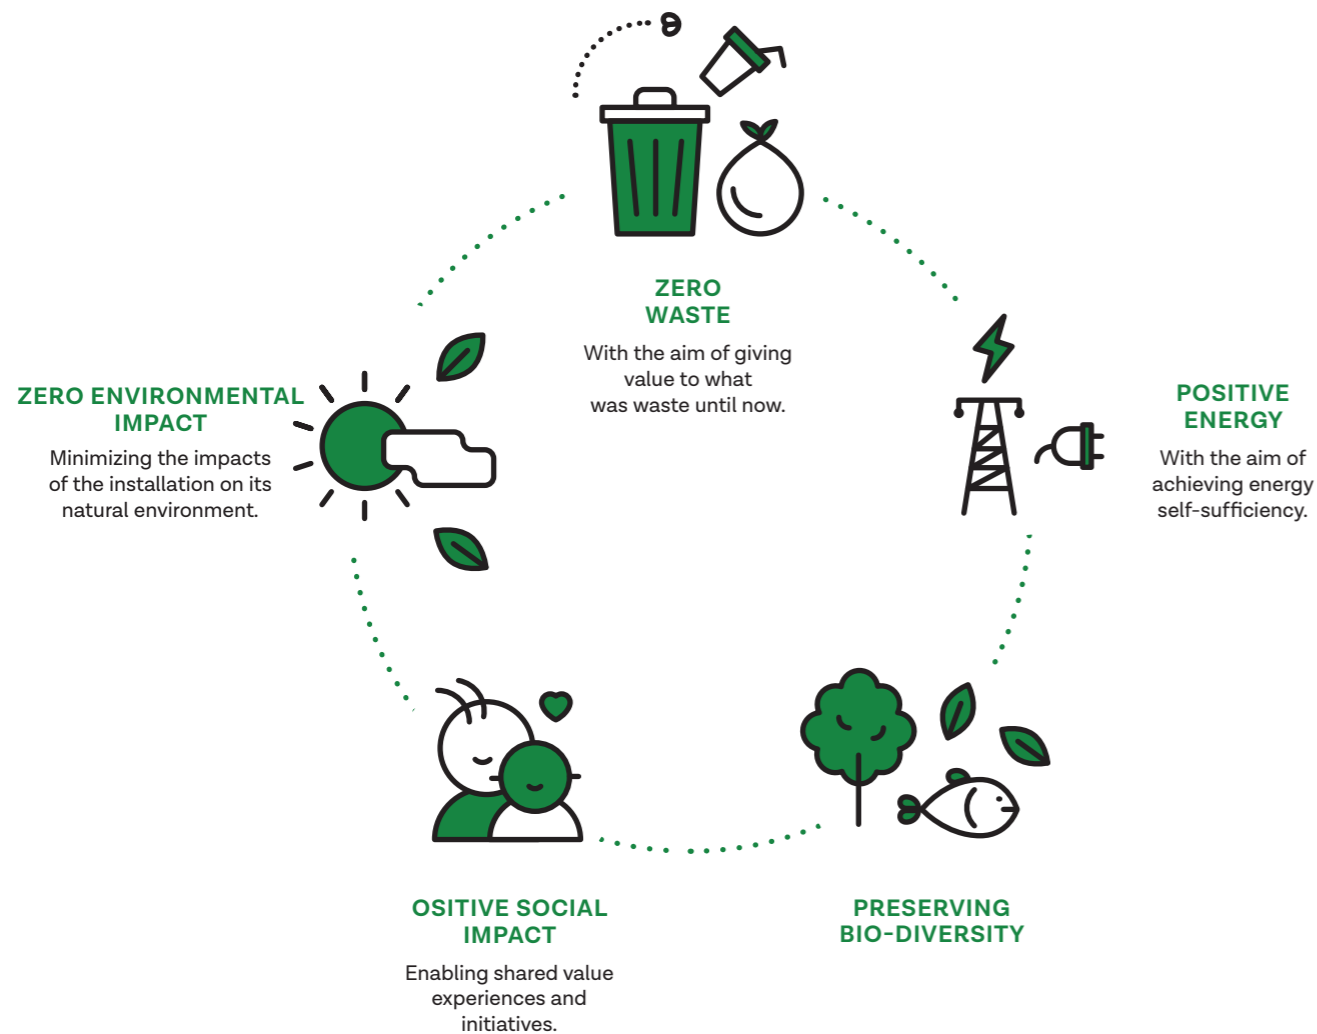 ZERO
WASTE
With the aim of giving
value to what
was waste until now.
ZERO ENVIRONMENTAL
IMPACT
Minimizing the impacts
of the installation on its
natural environment.
POSITIVE
ENERGY
With the aim of
achieving energy
self-sufficiency.
OSITIVE SOCIAL
IMPACT
Enabling shared value
experiences and
initiatives.
PRESERVING
BIO-DIVERSITY